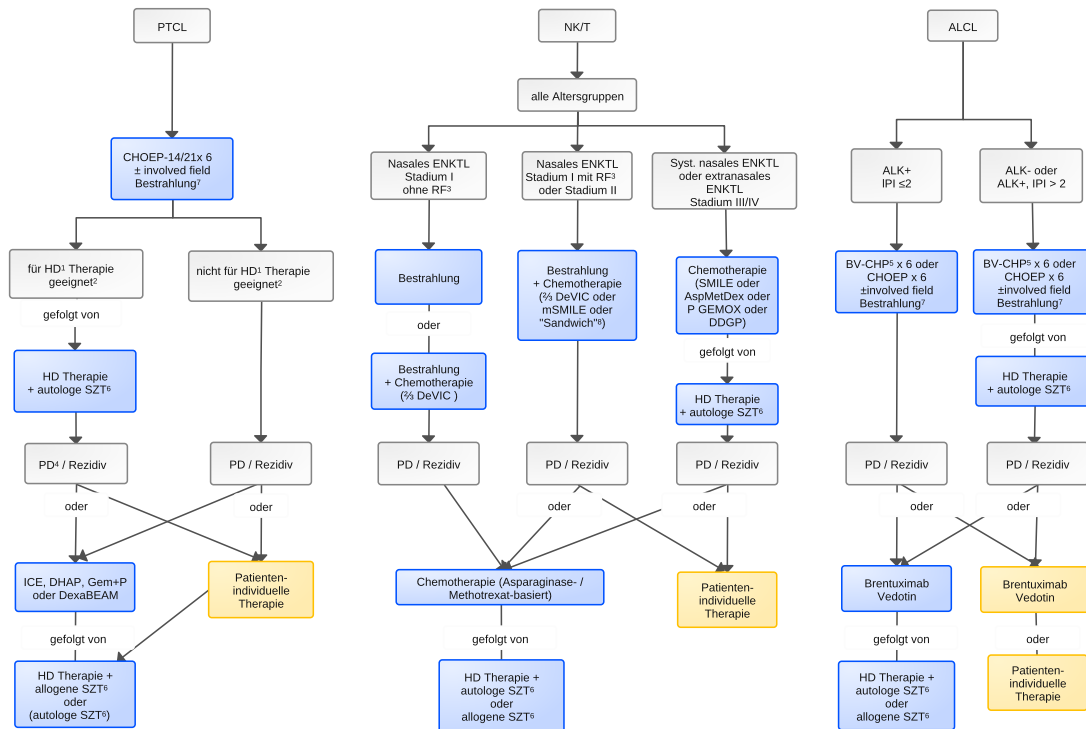 PTCL
CHOEP-14/21x 6
± involved field
Bestrahlung⁷
für HD¹ Therapie
geeignet²
nicht für HD¹ Therapie
geeignet²
gefolgt von
HD Therapie
+ autologe SZT⁶
PD⁴ / Rezidiv
PD / Rezidiv
oder
oder
ICE, DHAP, Gem+P
oder DexaBEAM
Patienten-
individuelle
Therapie
gefolgt von
HD Therapie +
allogene SZT⁶
oder
(autologe SZT⁶)
NK/T
alle Altersgruppen
Nasales ENKTL
Stadium I
ohne RF³
Nasales ENKTL
Stadium I mit RF³
oder Stadium II
Syst. nasales ENKTL
oder extranasales
ENKTL
Stadium III/IV
Bestrahlung
oder
Bestrahlung
+ Chemotherapie
(⅔ DeVIC )
Bestrahlung
+ Chemotherapie
(⅔ DeVIC oder
mSMILE oder
"Sandwich"⁸)
Chemotherapie
(SMILE oder
AspMetDex oder
P GEMOX oder
DDGP)
gefolgt von
HD Therapie
+ autologe SZT⁶
PD / Rezidiv
PD / Rezidiv
PD / Rezidiv
oder
oder
Chemotherapie (Asparaginase- /
Methotrexat-basiert)
Patienten-
individuelle
Therapie
gefolgt von
HD Therapie +
autologe SZT⁶
oder
allogene SZT⁶
ALCL
ALK+
IPI ≤2
ALK- oder
ALK+, IPI > 2
BV-CHP⁵ x 6 oder
CHOEP x 6
±involved field
Bestrahlung⁷
BV-CHP⁵ x 6 oder
CHOEP x 6
±involved field
Bestrahlung⁷
gefolgt von
HD Therapie
+ autologe SZT⁶
PD / Rezidiv
PD / Rezidiv
oder
oder
Brentuximab
Vedotin
Brentuximab
Vedotin
gefolgt von
oder
HD Therapie +
autologe SZT⁶
oder
allogene SZT⁶
Patienten-
individuelle
Therapie